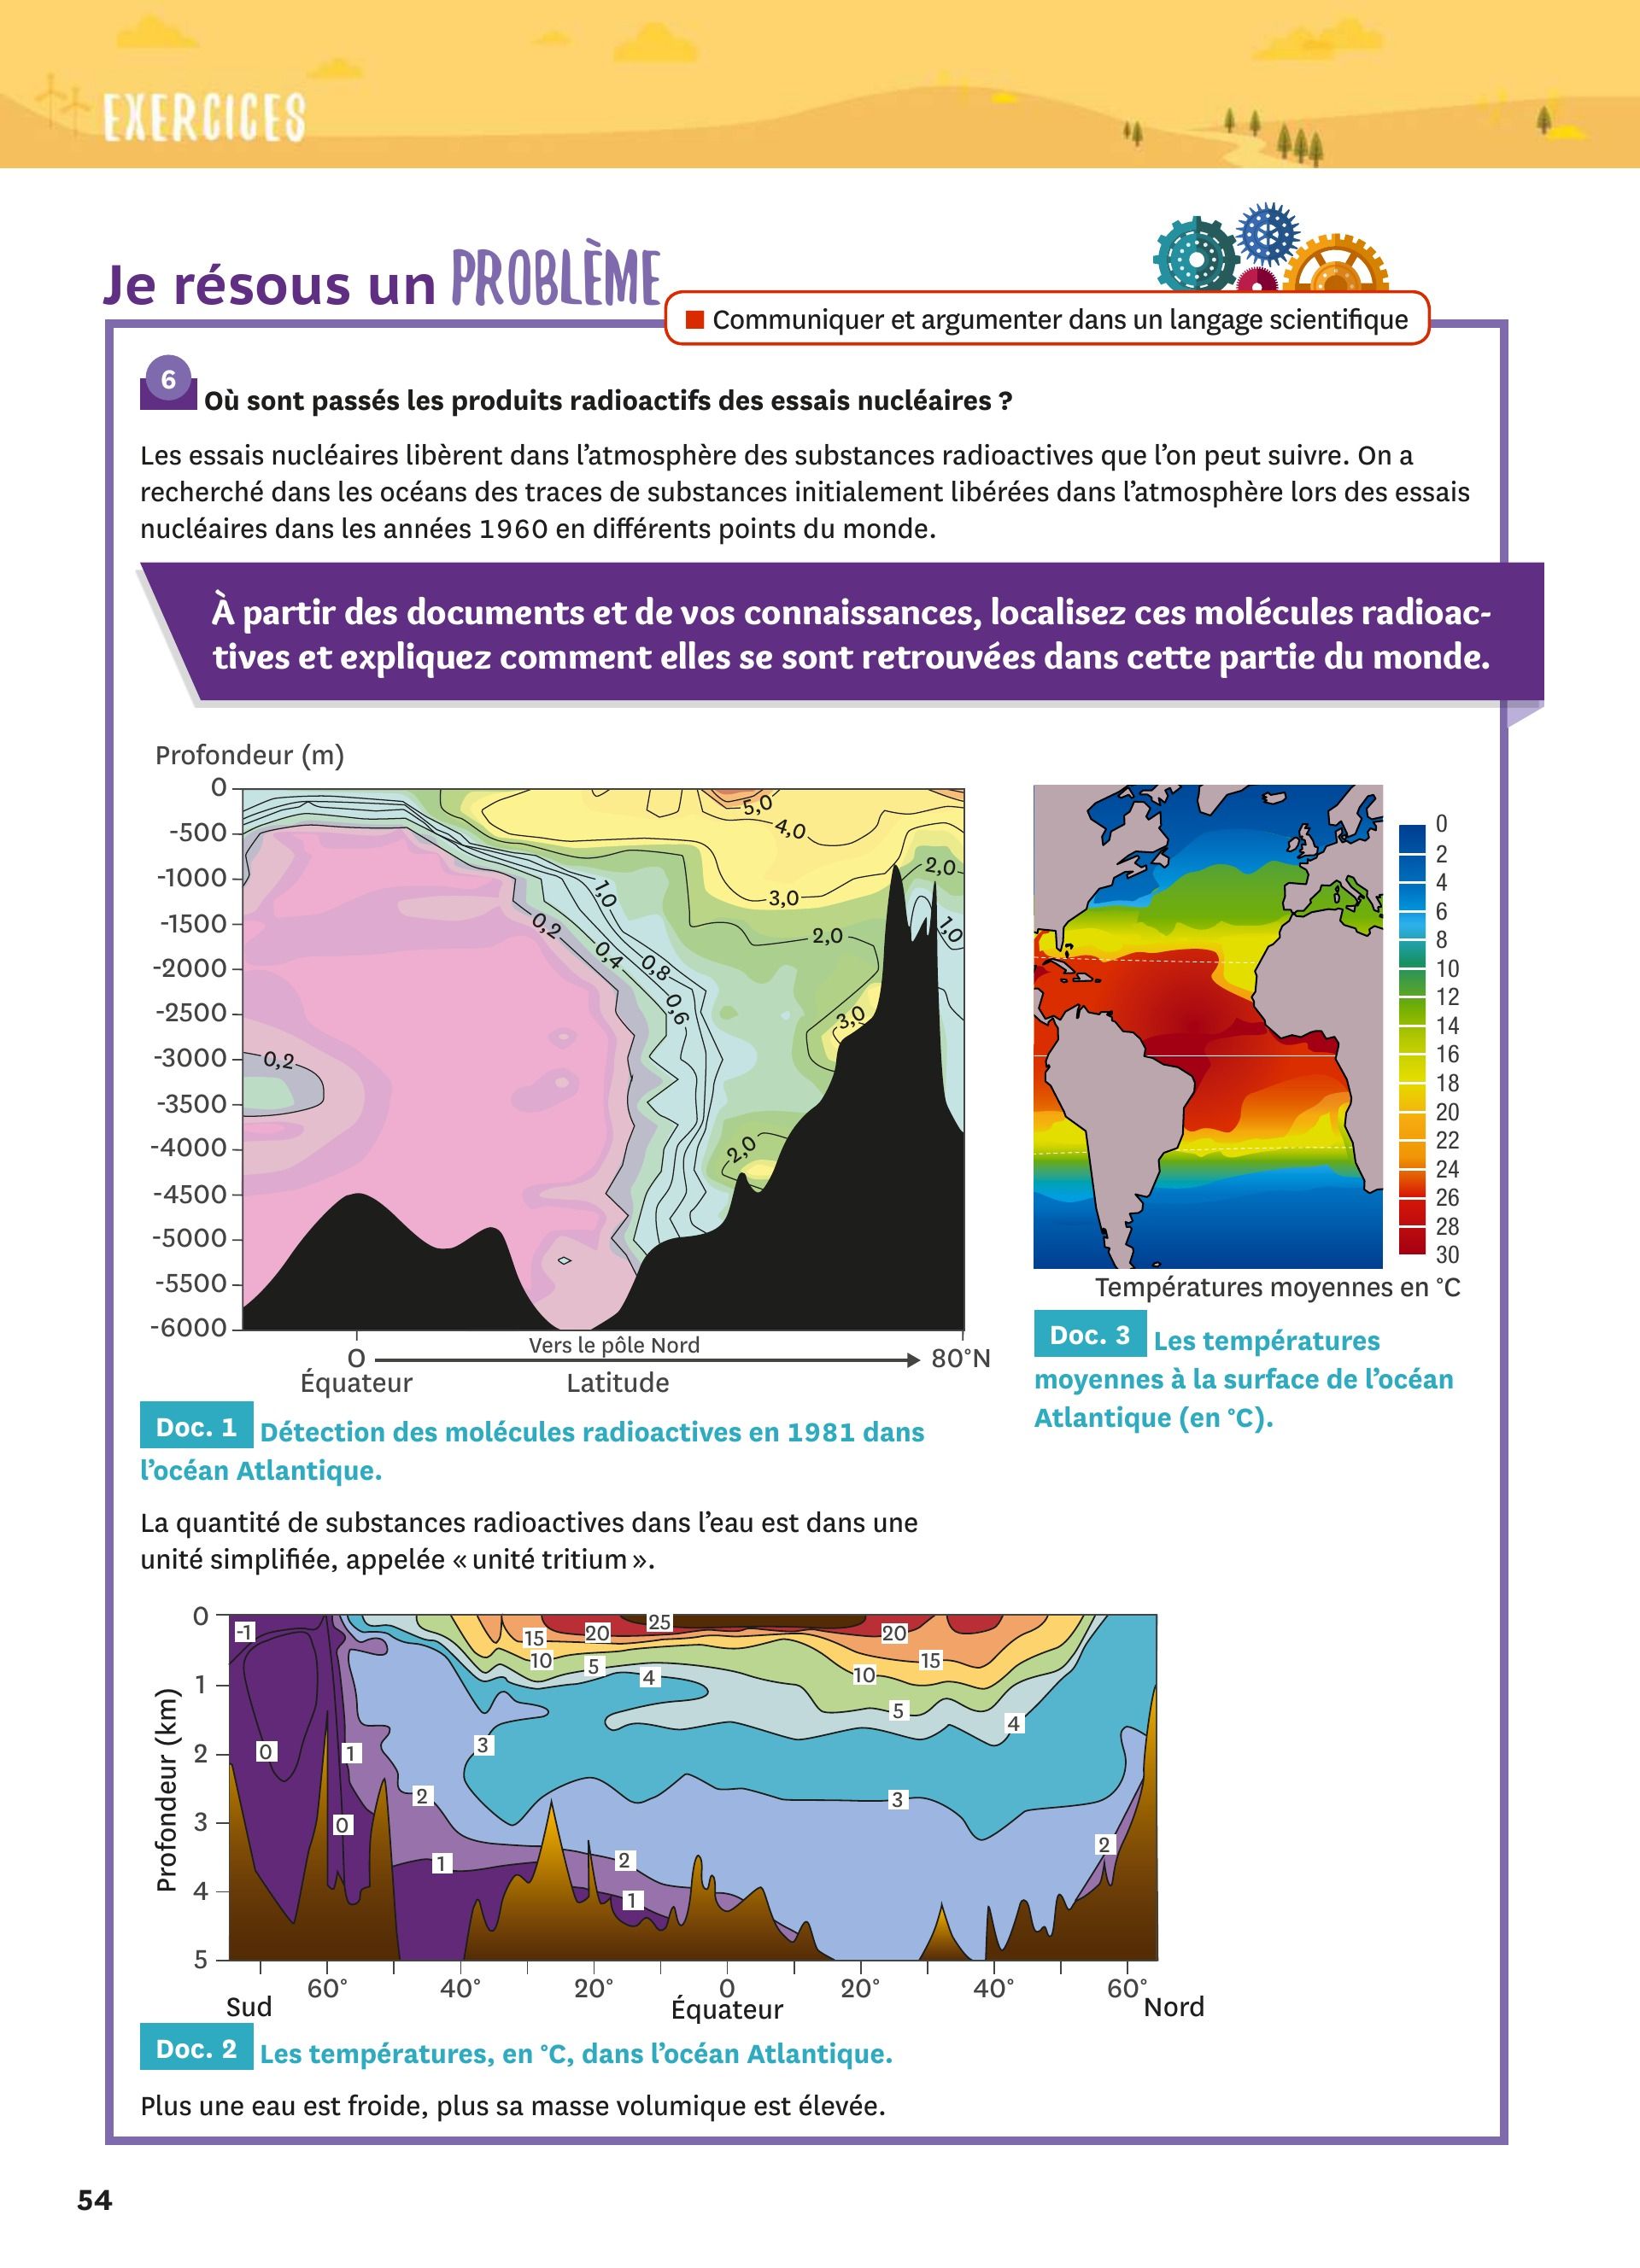 EXERCICES
Je résous un PROBLÈME
■ Communiquer et argumenter dans un langage scientifique
6
Où sont passés les produits radioactifs des essais nucléaires ?
Les essais nucléaires libèrent dans l'atmosphère des substances radioactives que l'on peut suivre. On a
recherché dans les océans des traces de substances initialement libérées dans l'atmosphère lors des essais
nucléaires dans les années 1960 en différents points du monde.
À partir des documents et de vos connaissances, localisez ces molécules radioac-
tives et expliquez comment elles se sont retrouvées dans cette partie du monde.
Profondeur (m)
0
-500
-1000
-1500
-2000
-2500
-3000
-3500
-4000
-4500
-5000
-5500
-6000
5,0
4,0
3,0
2,0
2,0
1,0
1,0
0,2
0,4
0,8
0,6
3,0
0,2
2,0
0
Vers le pôle Nord
80°N
Équateur
Latitude
Doc. 1 Détection des molécules radioactives en 1981 dans
l'océan Atlantique.
La quantité de substances radioactives dans l'eau est dans une
unité simplifiée, appelée « unité tritium ».
0
2
4
6
8
10
12
14
16
18
20
22
24
26
28
30
Températures moyennes en °C
Doc. 3 Les températures
moyennes à la surface de l'océan
Atlantique (en °C).
Profondeur (km)
0
1
2
3
4
5
-1
15
20
25
20
10
5
4
10
15
5
4
0
1
3
2
3
0
1
2
2
1
60°
40°
20°
0
20°
40°
60°
Sud
Équateur
Nord
Doc. 2 Les températures, en °C, dans l'océan Atlantique.
Plus une eau est froide, plus sa masse volumique est élevée.
54